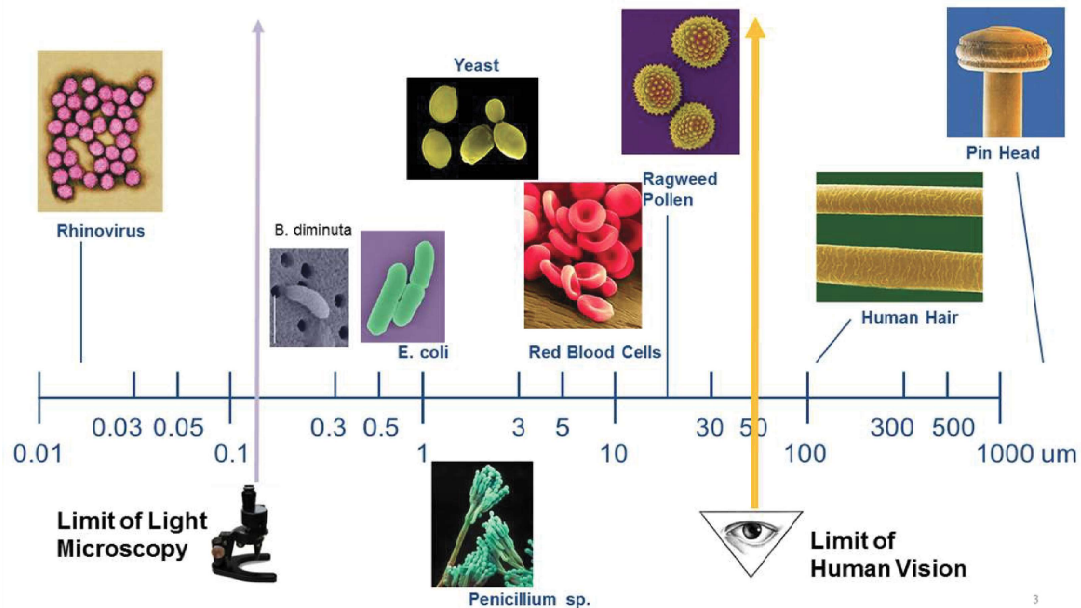 Yeast
Pin Head
Ragweed
Pollen
Rhinovirus
B. diminuta
E. coli
Red Blood Cells
Human Hair
0.03 0.05 0.3 0.5 3 5 30 50 300 500
0.01 0.1 1 10 100 1000 um
Limit of Light
Microscopy
Limit of
Human Vision
Penicillium sp.
3